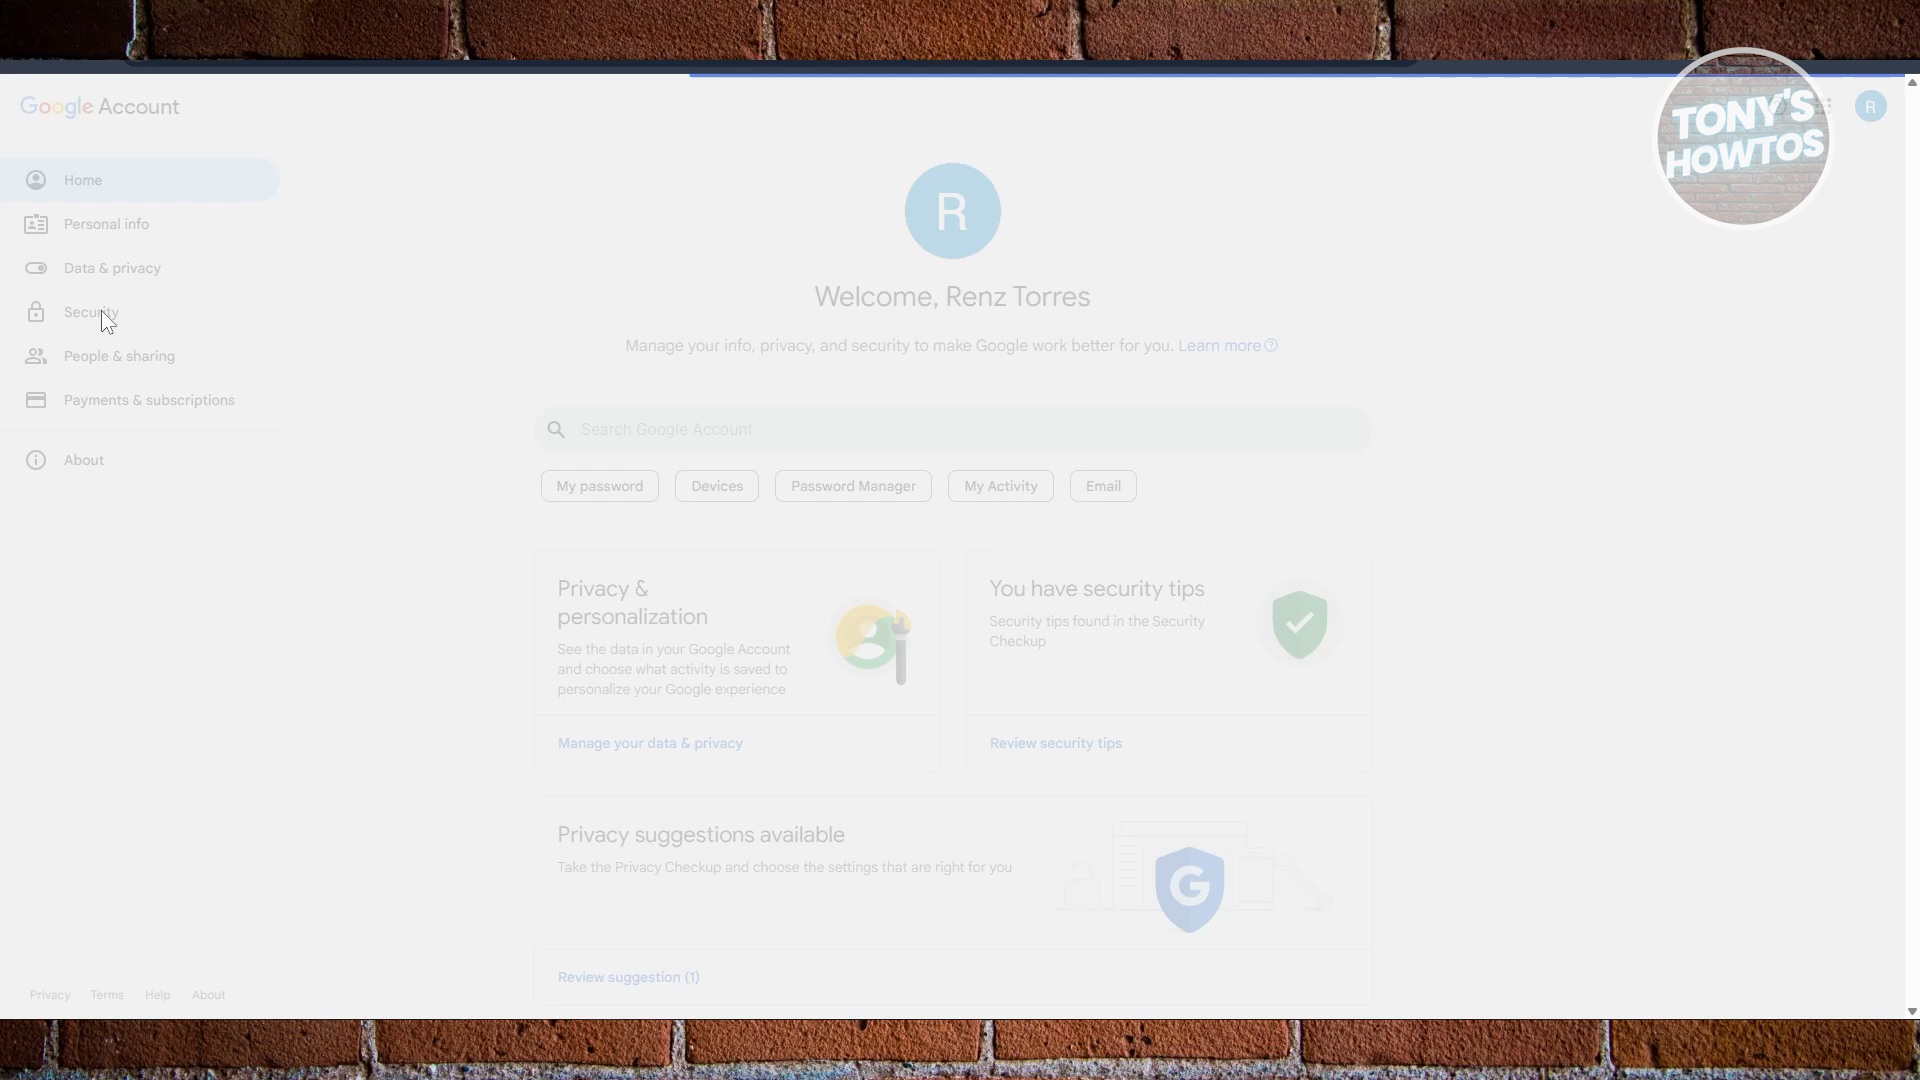 Google Account
TONY'S
HOWTOS
R
Home
Personal info
Data & privacy
Security
People & sharing
Payments & subscriptions
About
R
Welcome, Renz Torres
Manage your info, privacy, and security to make Google work better for you. Learn more
Search Google Account
My password
Devices
Password Manager
My Activity
Email
Privacy &
personalization
See the data in your Google Account
and choose what activity is saved to
personalize your Google experience
Manage your data & privacy
You have security tips
Security tips found in the Security
Checkup
Review security tips
Privacy suggestions available
Take the Privacy Checkup and choose the settings that are right for you
G
Review suggestion (1)
Privacy Terms Help About